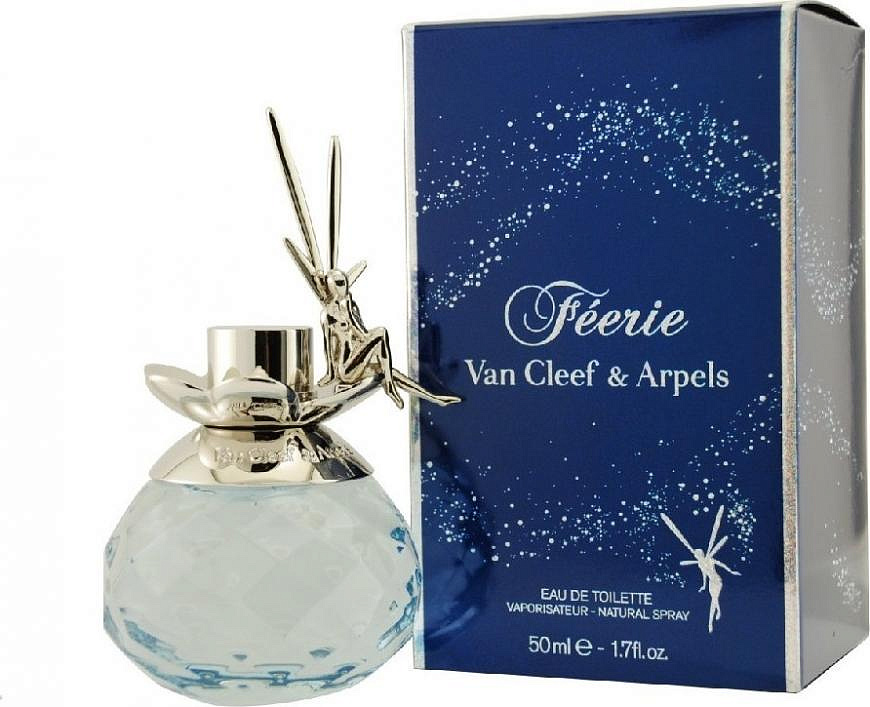 Féerie
Van Cleef & Arpels
EAU DE TOILETTE
VAPORISATEUR - NATURAL SPRAY
50ml e - 1.7fl.oz.